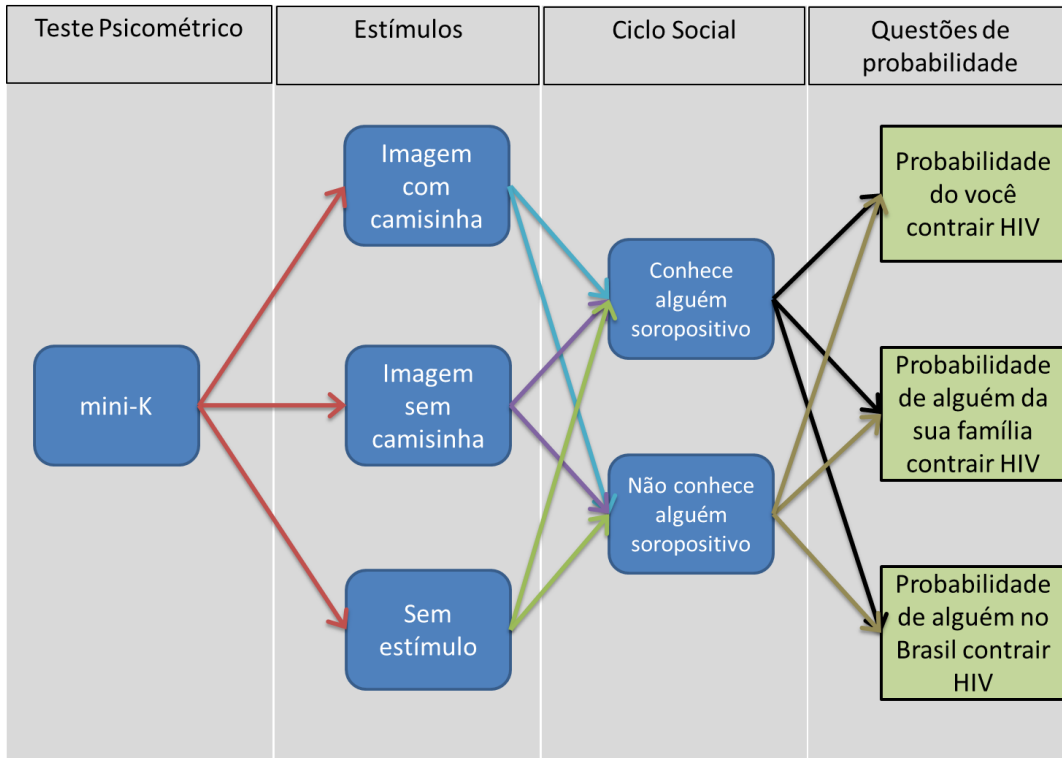 Teste Psicométrico
Estímulos
Ciclo Social
Questões de
probabilidade
mini-K
Imagem
com
camisinha
Imagem
sem
camisinha
Sem
estímulo
Conhece
alguém
soropositivo
Não conhece
alguém
soropositivo
Probabilidade
do você
contrair HIV
Probabilidade
de alguém da
sua família
contrair HIV
Probabilidade
de alguém no
Brasil contrair
HIV